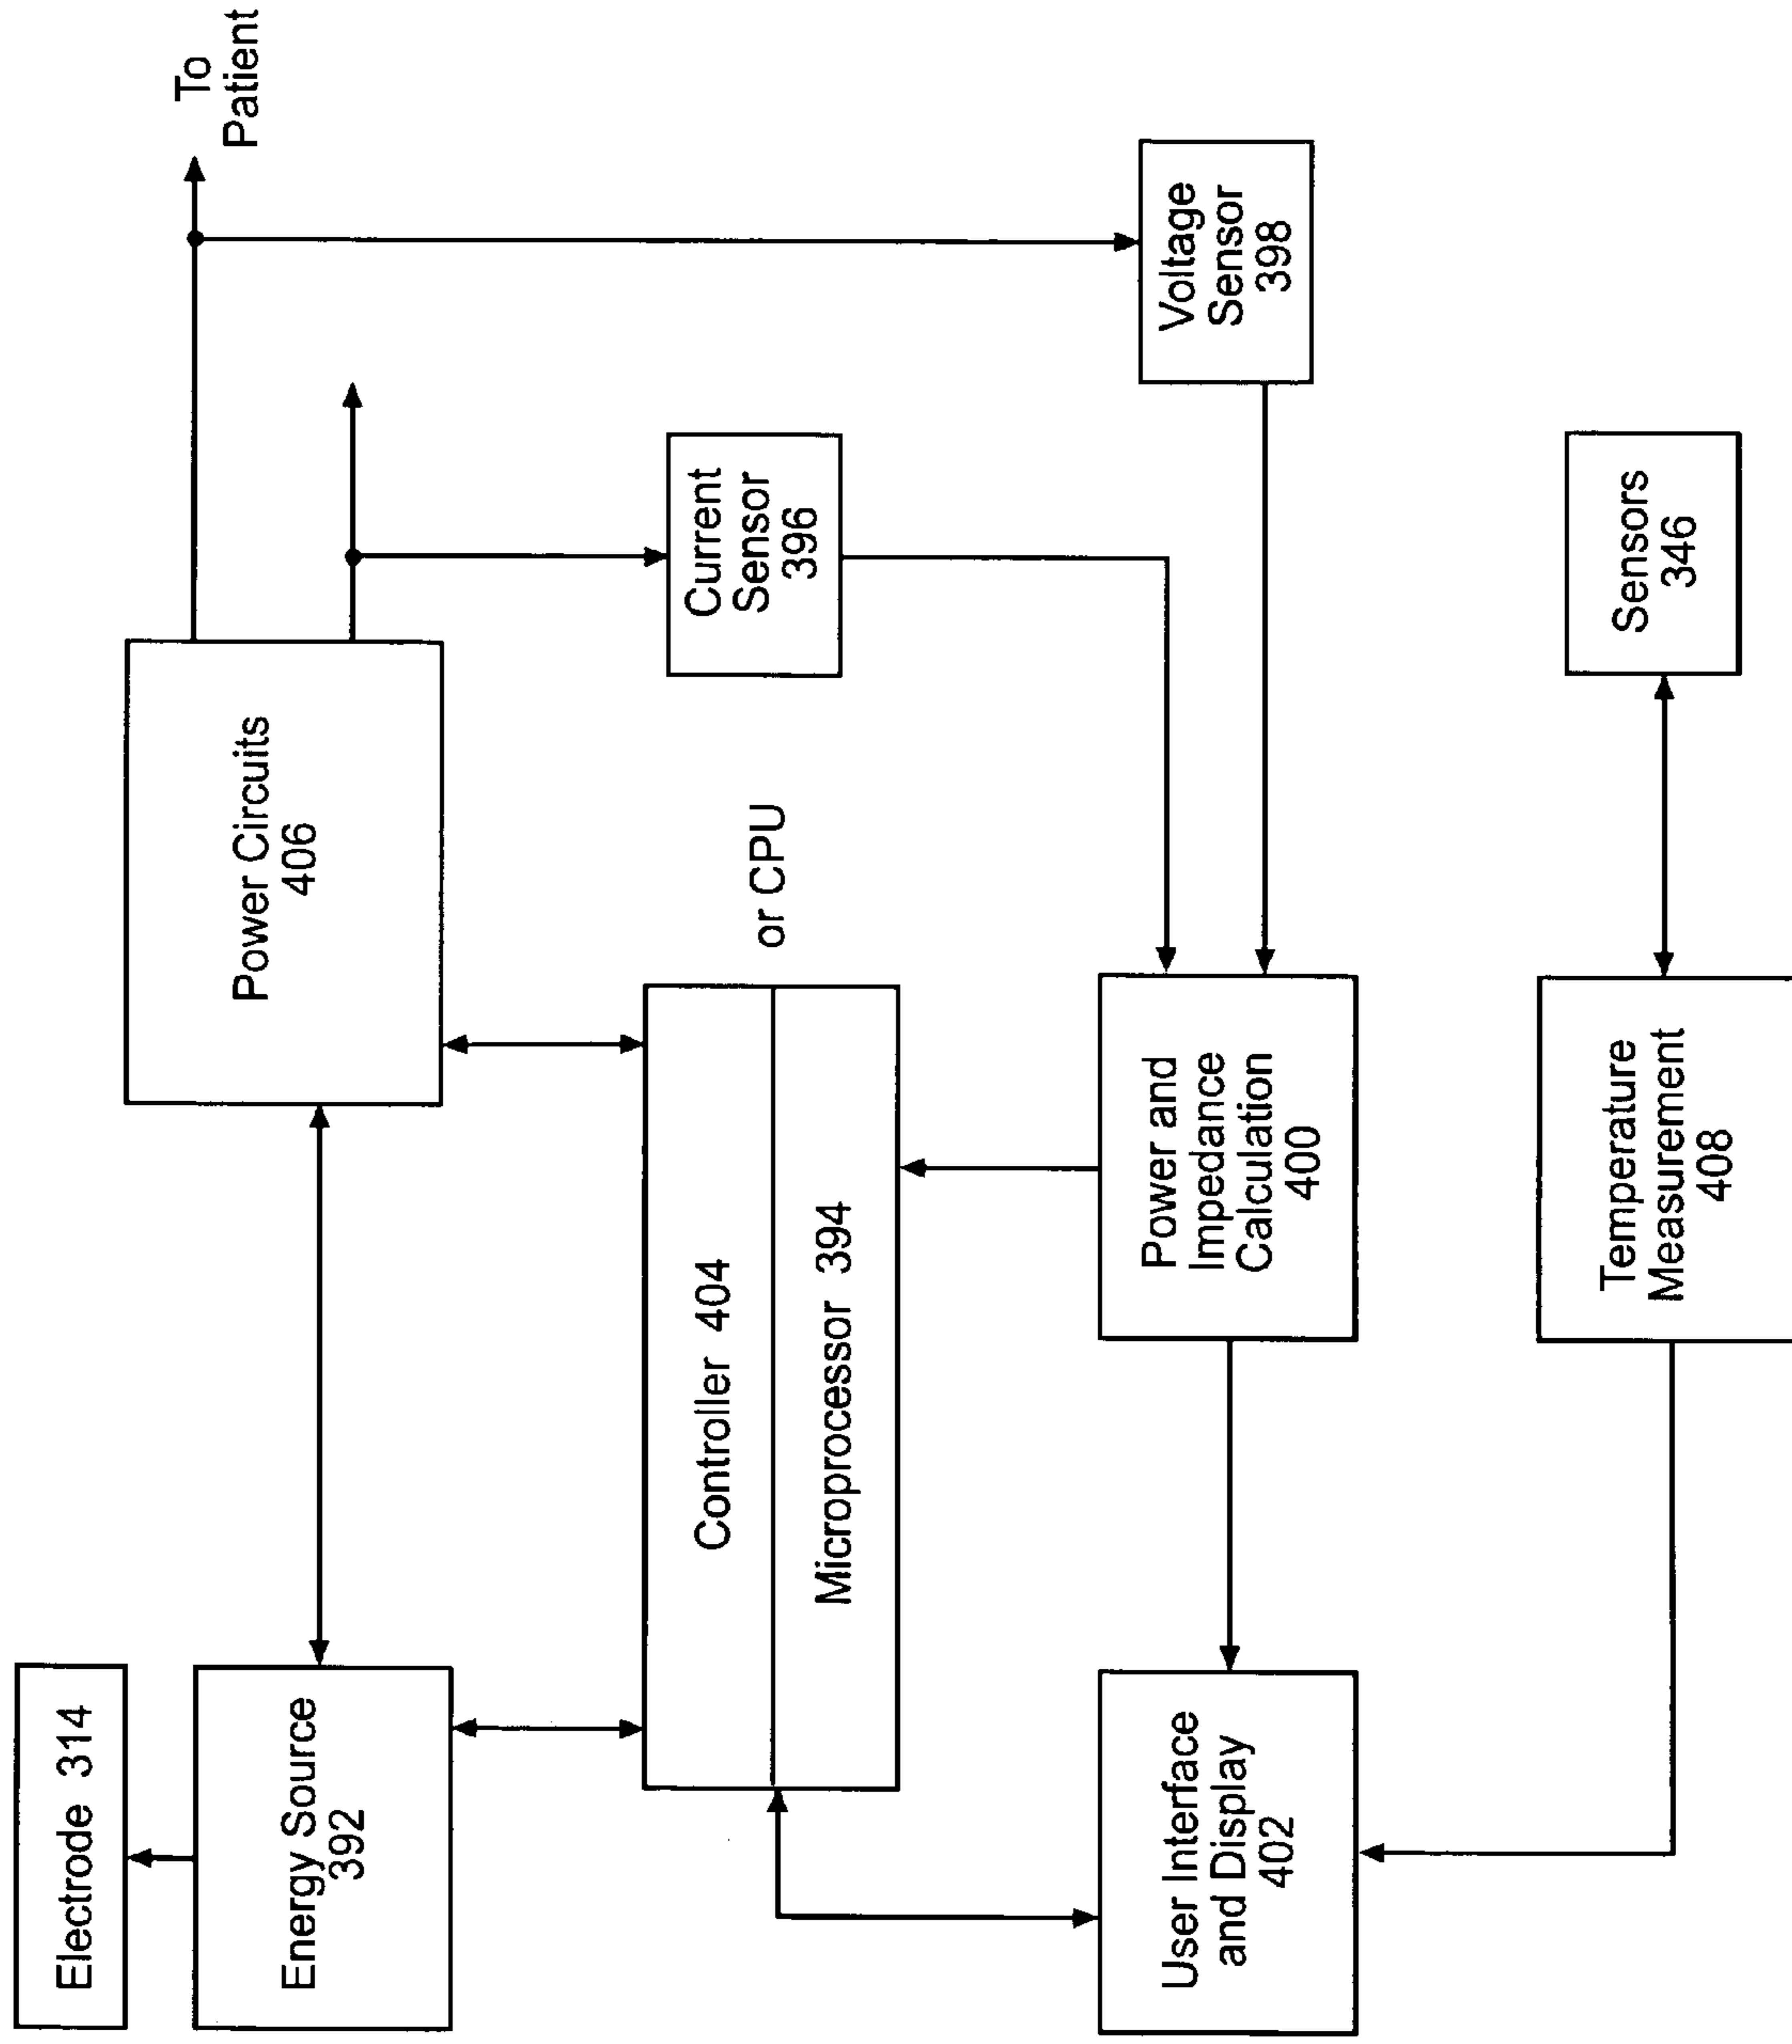 Electrode 314
Energy Source
392
Power Circuits
406
To
Patient
Controller 404
Microprocessor 394
or CPU
Current
Sensor
396
User Interface
and Display
402
Power and
Impedance
Calculation
400
Voltage
Sensor
398
Temperature
Measurement
408
Sensors
346